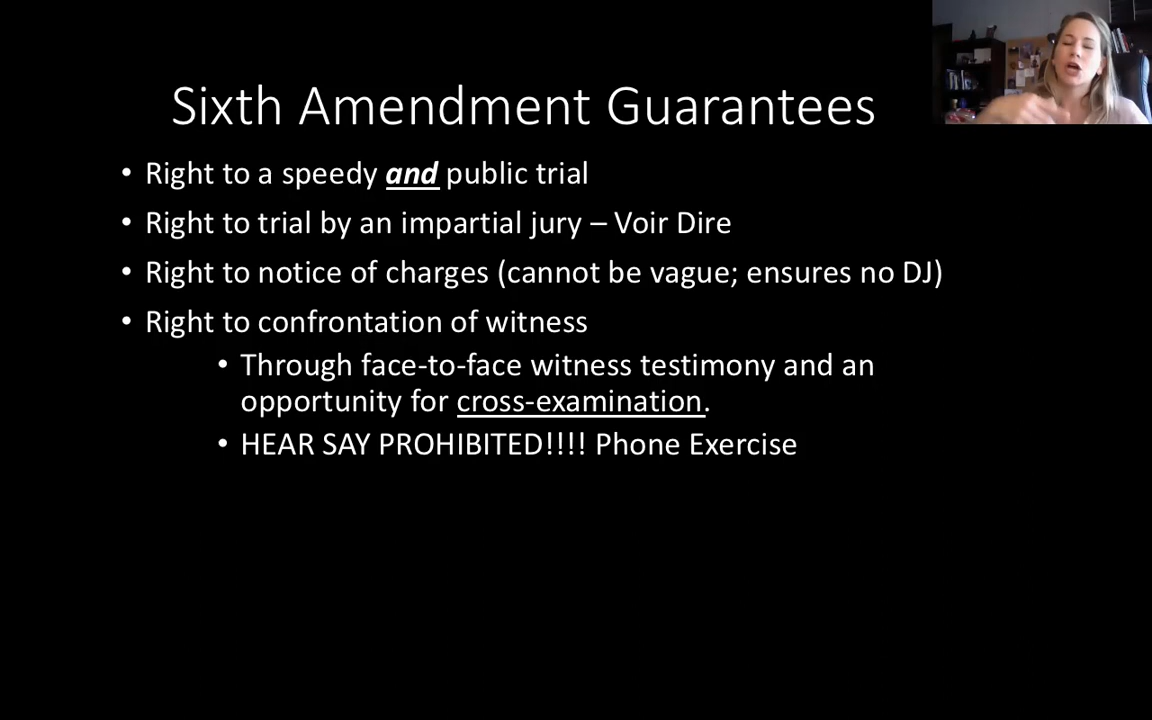 Sixth Amendment Guarantees
• Right to a speedy and public trial
• Right to trial by an impartial jury – Voir Dire
• Right to notice of charges (cannot be vague; ensures no DJ)
• Right to confrontation of witness
• Through face-to-face witness testimony and an
opportunity for cross-examination.
• HEAR SAY PROHIBITED!!!! Phone Exercise